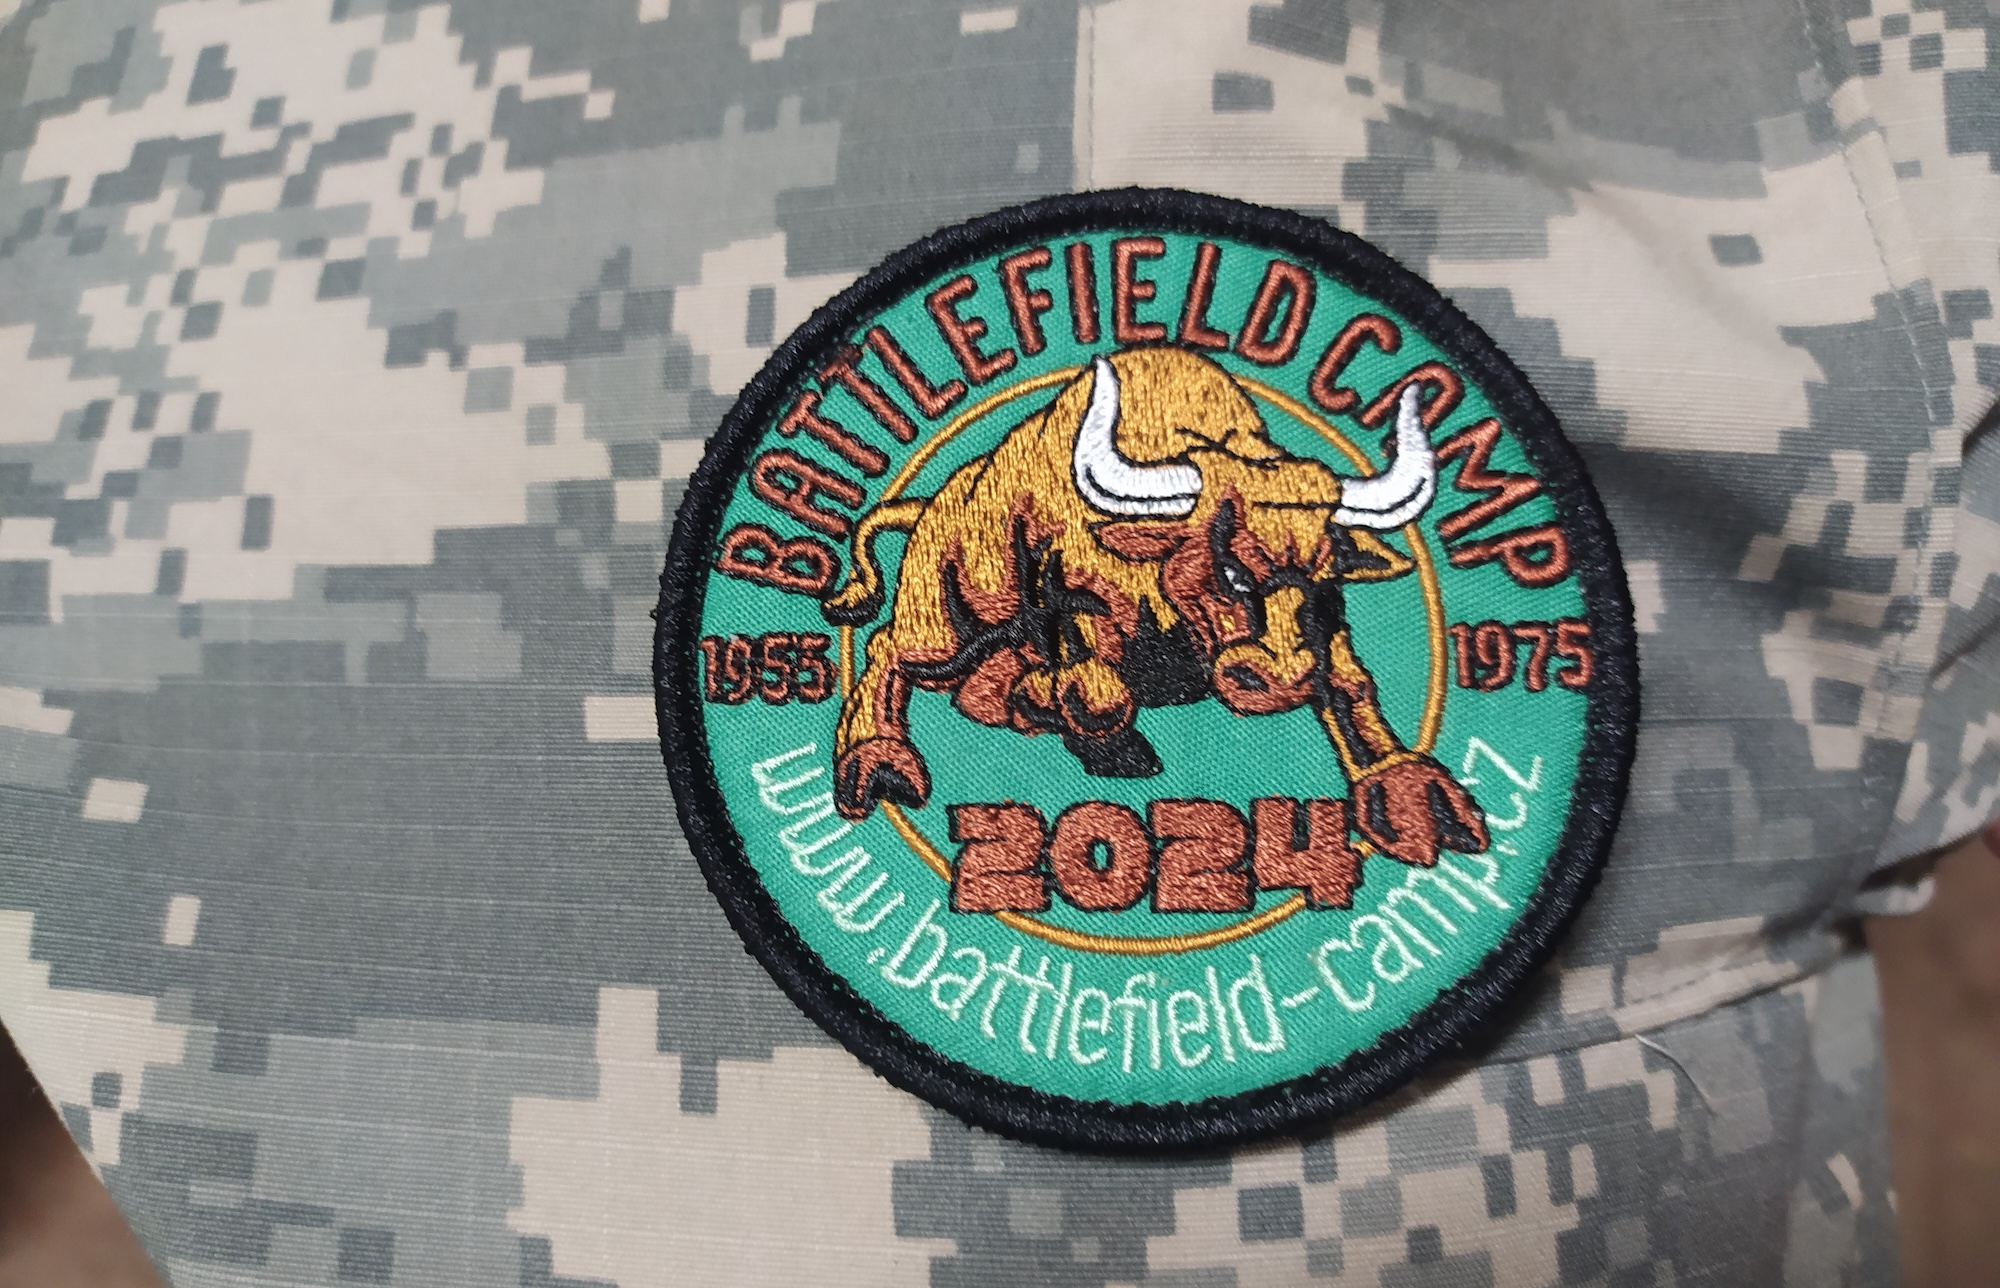 BATTLEFIELD CAMP
1955 1975
2024
www.battlefield-camp.cz